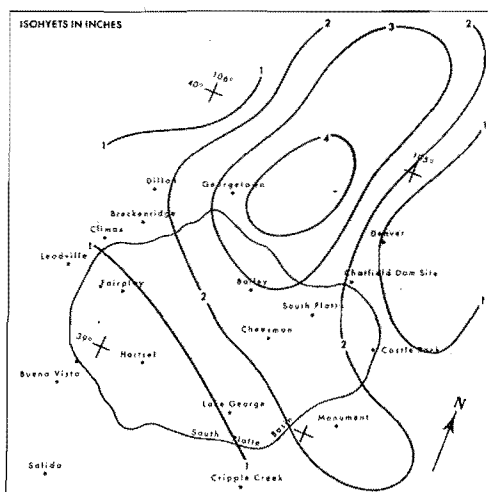 ISOHYETS IN INCHES
2
3
2
1
106°
40°
1
1
4
105°
Dillon
Georgetown
Breckenridge
Climax
Denver
Leadville
1
Fairplay
Bailey
Chatfield Dam Site
2
South Platte
1
Cheesman
39°
Hartsel
2
Castle Rock
Buena Vista
Lake George
Monument
N
South Platte Basin
Salida
1
Cripple Creek